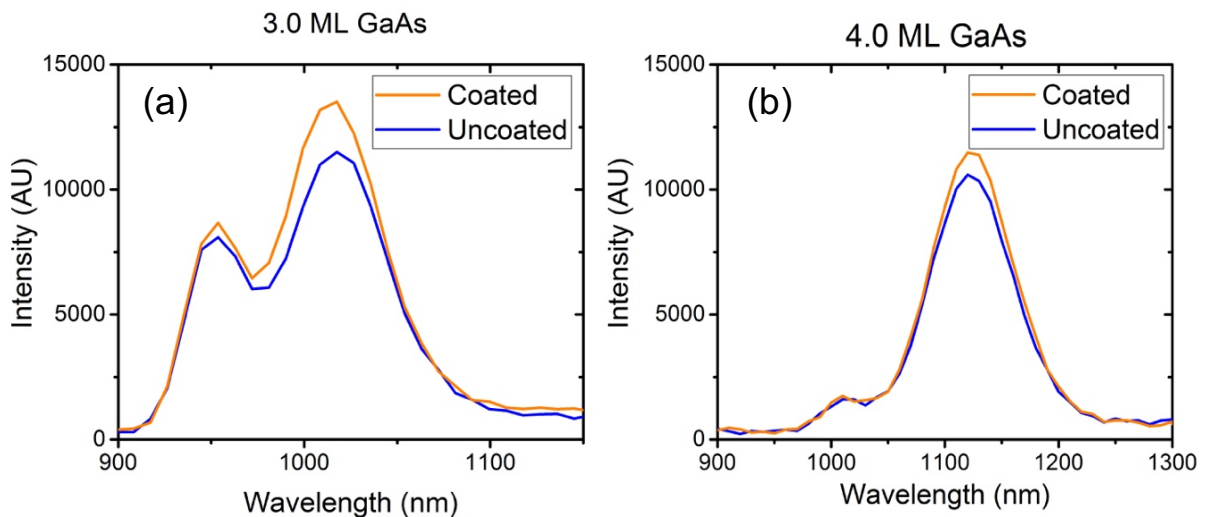 3.0 ML GaAs
(a)
Coated
Uncoated
15000
10000
5000
0
Intensity (AU)
900
1000
1100
Wavelength (nm)
4.0 ML GaAs
(b)
Coated
Uncoated
15000
10000
5000
0
Intensity (AU)
900
1000
1100
1200
1300
Wavelength (nm)